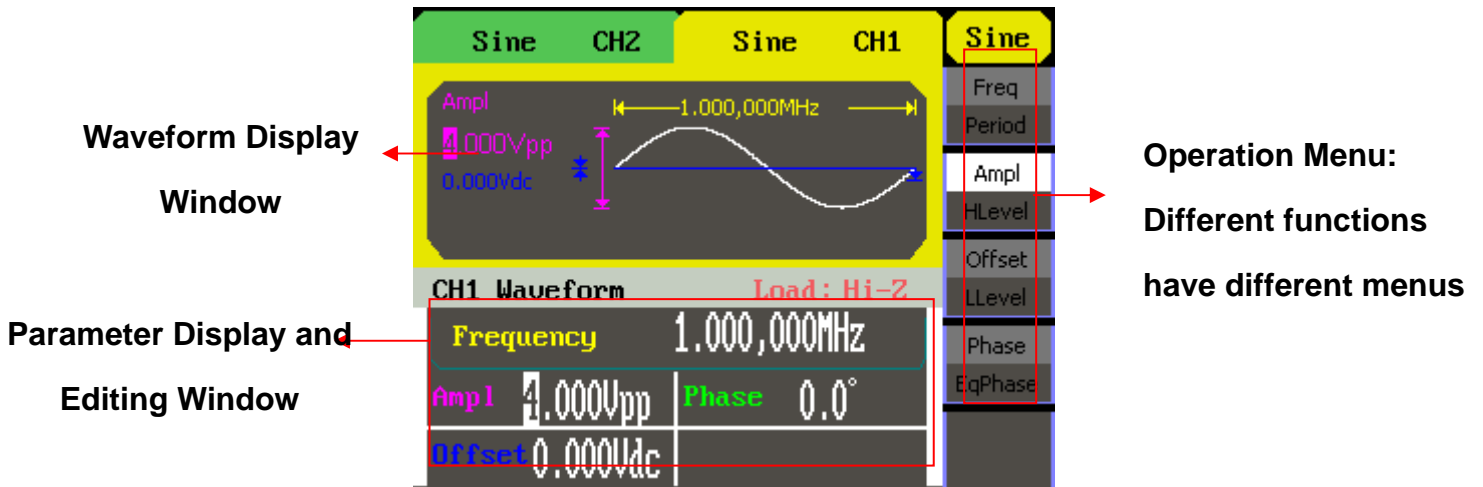 Sine CH2 Sine CH1 Sine
Waveform Display
Window
Ampl
4.000Vpp
0.000Vdc
1.000,000MHz
Freq
Period
Ampl
HLevel
Offset
LLevel
Phase
EqPhase
Operation Menu:
Different functions
have different menus
CH1 Waveform Load: Hi-Z
Parameter Display and
Editing Window
Frequency 1.000,000MHz
Ampl 4.000Vpp Phase 0.0°
Offset 0.000Vdc